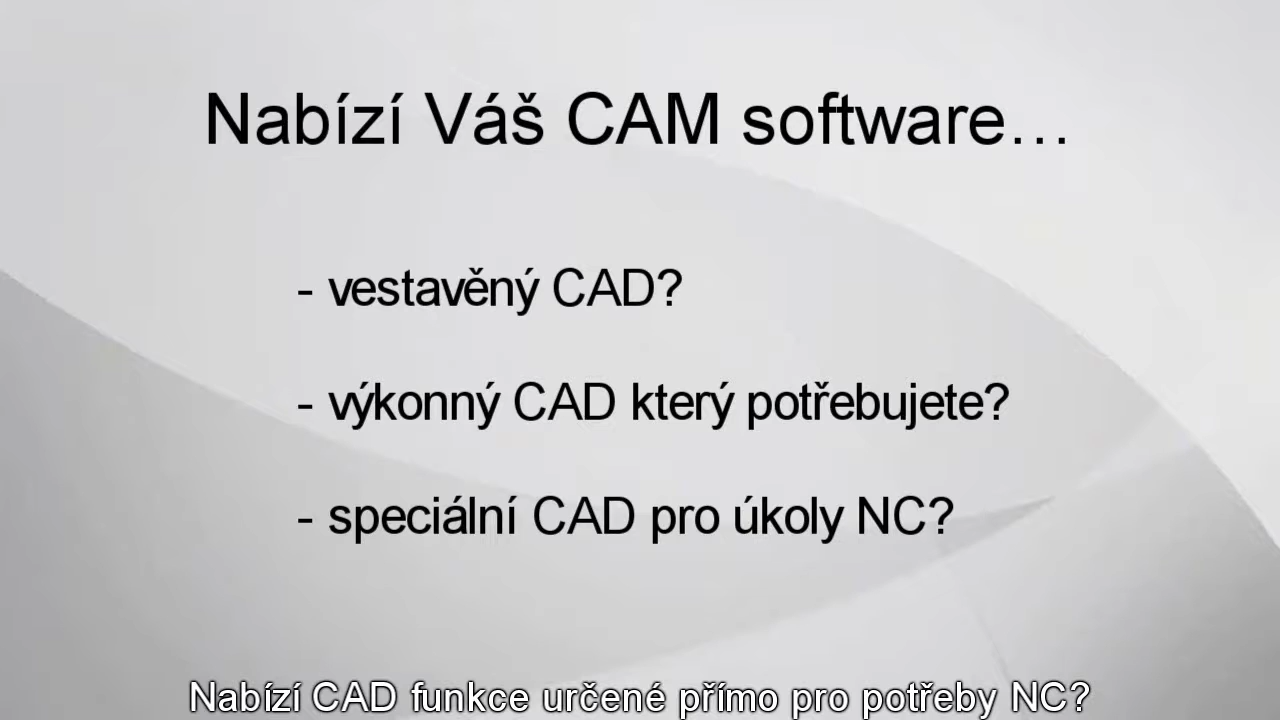 Nabízí Váš CAM software…
- vestavěný CAD?
- výkonný CAD který potřebujete?
- speciální CAD pro úkoly NC?
Nabízí CAD funkce určené přímo pro potřeby NC?